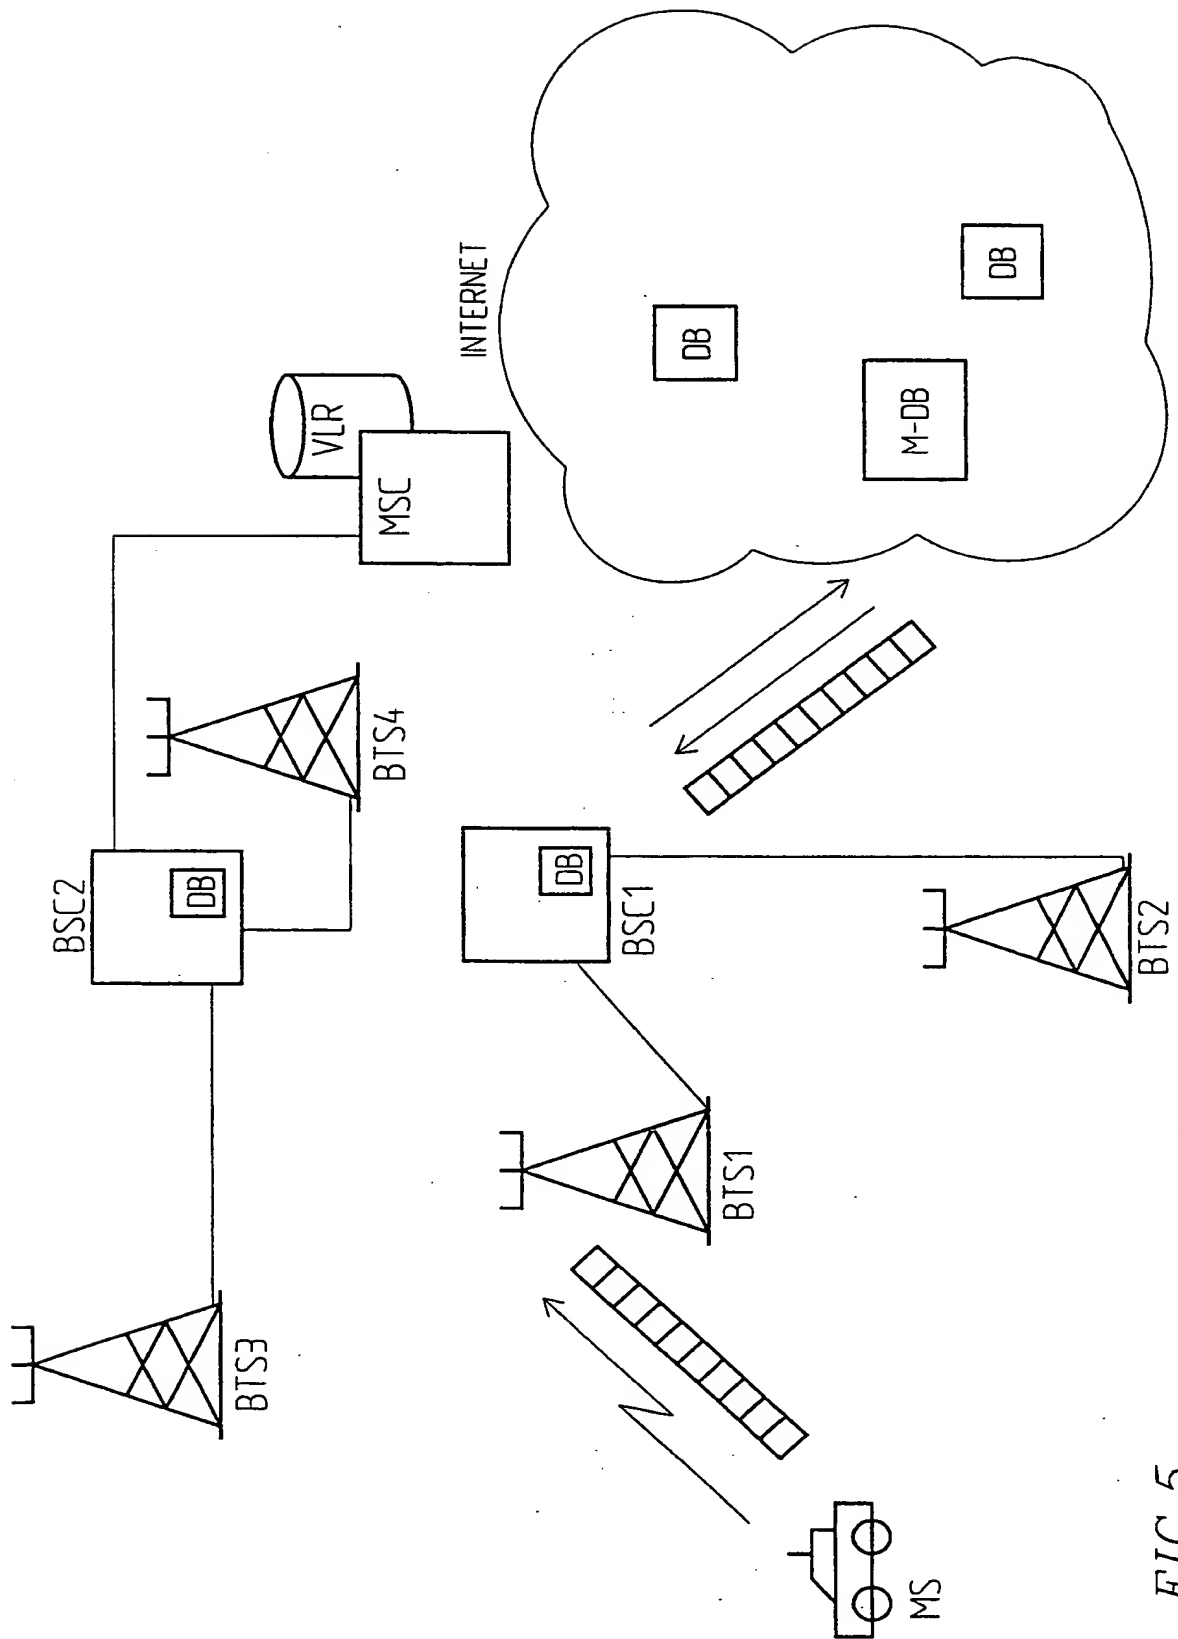 BSC2
DB
VLR
MSC
BTS3
BTS4
INTERNET
DB
BSC1
DB
DB
M-DB
BTS1
BTS2
MS
FIG. 5